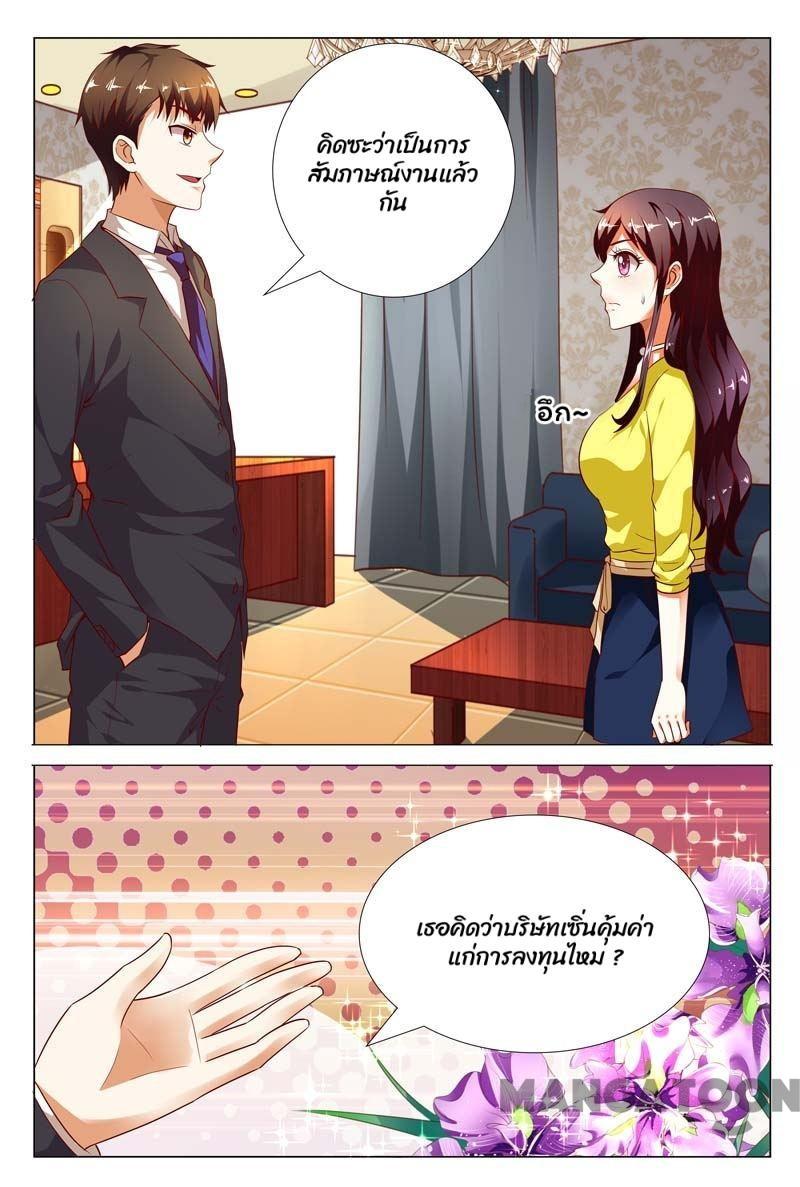 คิดซะว่าเป็นการ
สัมภาษณ์งานแล้ว
กัน
อึก~
เธอคิดว่าบริษัทเซิ่นคุ้มค่า
แก่การลงทุนไหม ?
MANGATOON